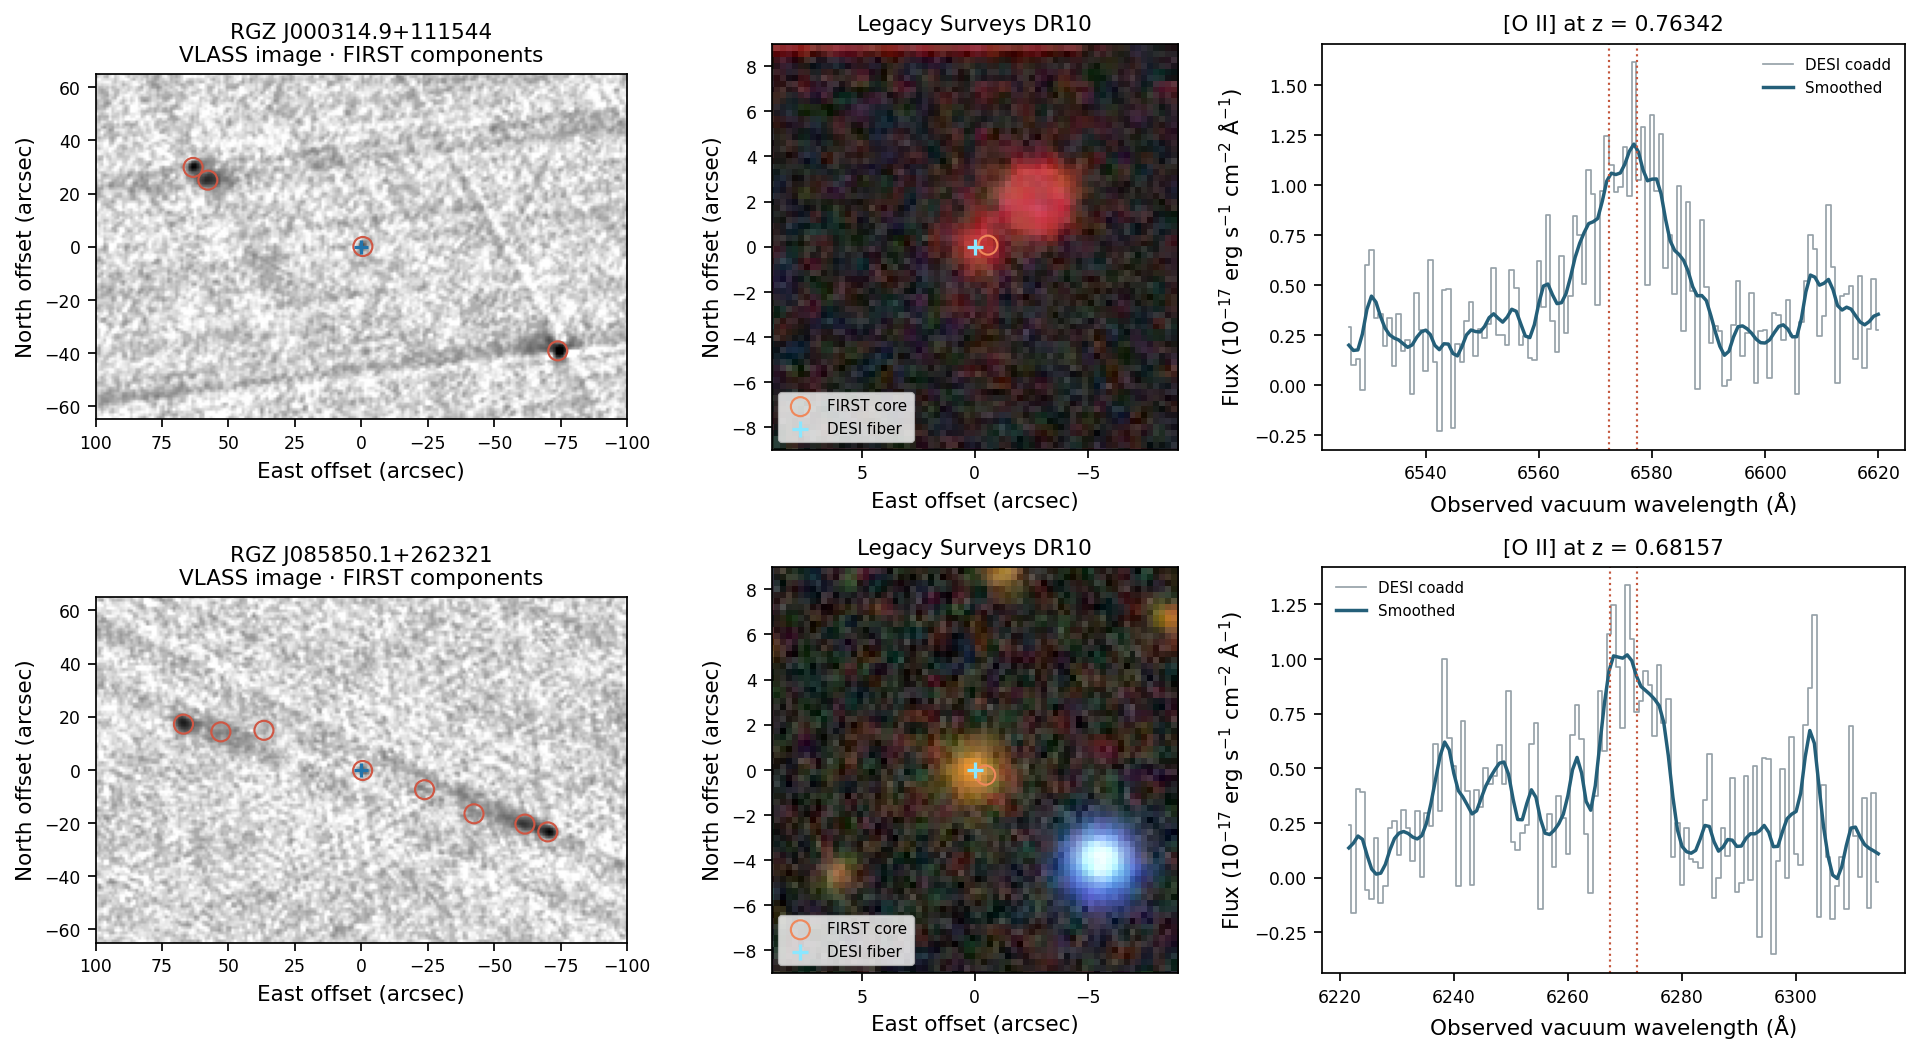 RGZ J000314.9+111544
VLASS image · FIRST components
60
40
20
0
−20
−40
−60
100
75
50
25
0
−25
−50
−75
−100
North offset (arcsec)
East offset (arcsec)
Legacy Surveys DR10
8
6
4
2
0
−2
−4
−6
−8
5
0
−5
North offset (arcsec)
East offset (arcsec)
FIRST core
DESI fiber
[O II] at z = 0.76342
1.50
1.25
1.00
0.75
0.50
0.25
0.00
−0.25
6540
6560
6580
6600
6620
Flux (10⁻¹⁷ erg s⁻¹ cm⁻² Å⁻¹)
Observed vacuum wavelength (Å)
DESI coadd
Smoothed
RGZ J085850.1+262321
VLASS image · FIRST components
60
40
20
0
−20
−40
−60
100
75
50
25
0
−25
−50
−75
−100
North offset (arcsec)
East offset (arcsec)
Legacy Surveys DR10
8
6
4
2
0
−2
−4
−6
−8
5
0
−5
North offset (arcsec)
East offset (arcsec)
FIRST core
DESI fiber
[O II] at z = 0.68157
1.25
1.00
0.75
0.50
0.25
0.00
−0.25
6220
6240
6260
6280
6300
Flux (10⁻¹⁷ erg s⁻¹ cm⁻² Å⁻¹)
Observed vacuum wavelength (Å)
DESI coadd
Smoothed